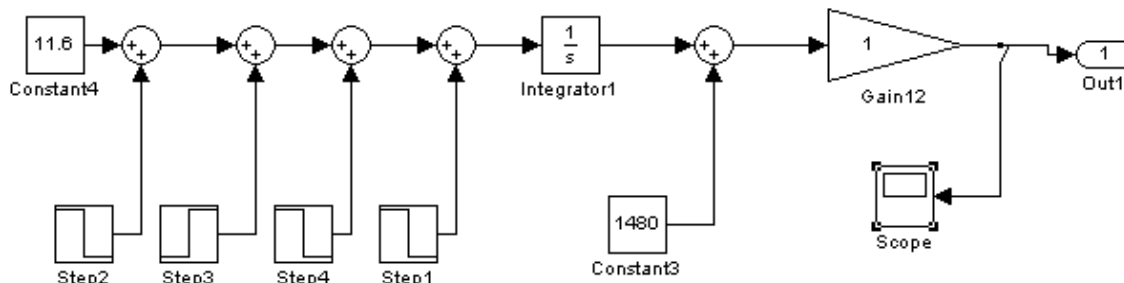 11.6
Constant4
+
+
+
+
+
+
+
+
1
s
Integrator1
+
+
1
Gain12
1
Out1
Step2
Step3
Step4
Step1
1480
Constant3
Scope